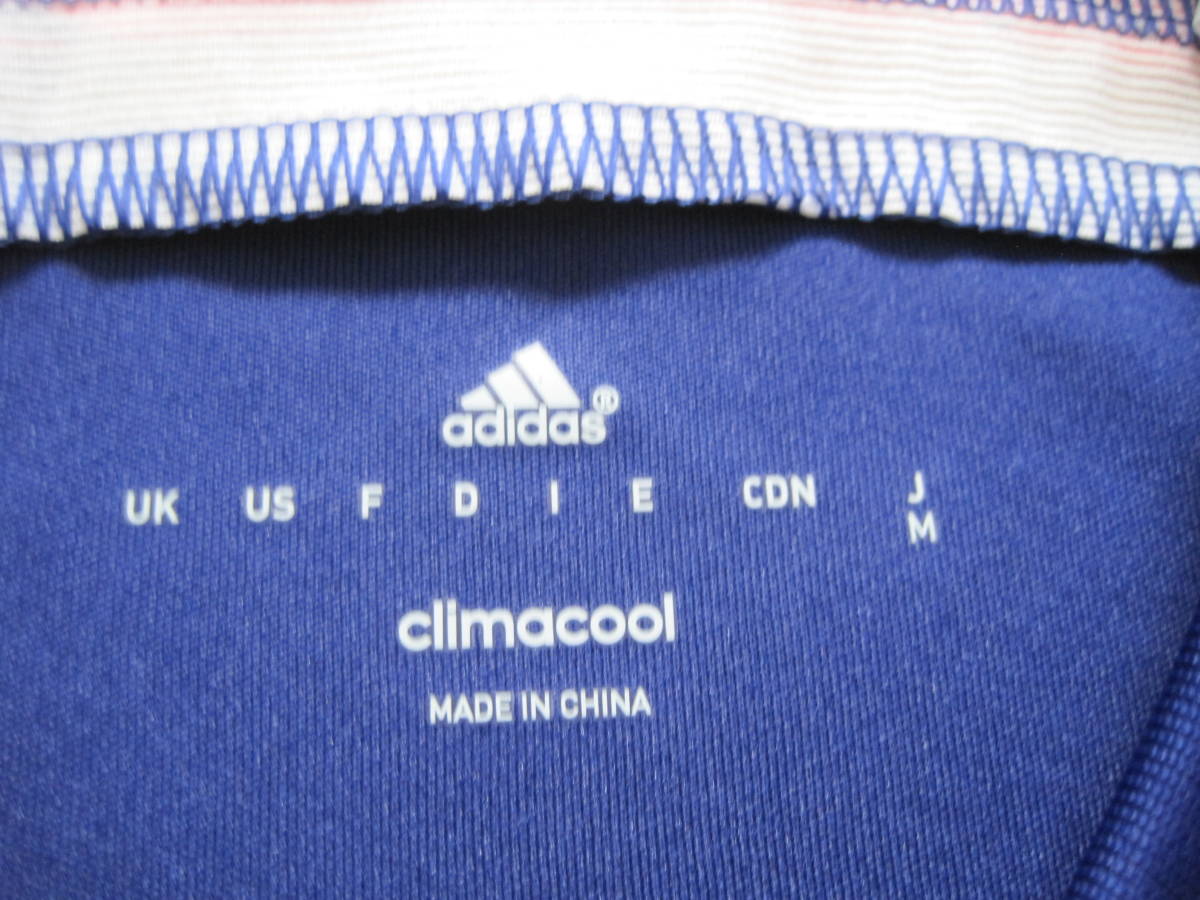 adidas®
UK US F D I E CDN J
M
climacool
MADE IN CHINA